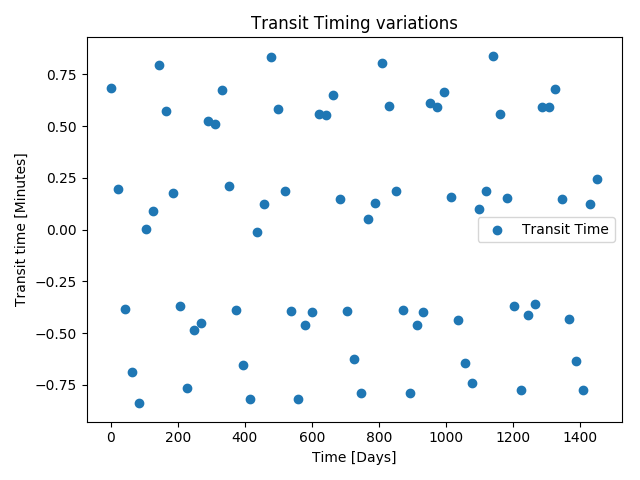 Transit Timing variations
Transit time [Minutes]
0.75
0.50
0.25
0.00
−0.25
−0.50
−0.75
Transit Time
0 200 400 600 800 1000 1200 1400
Time [Days]